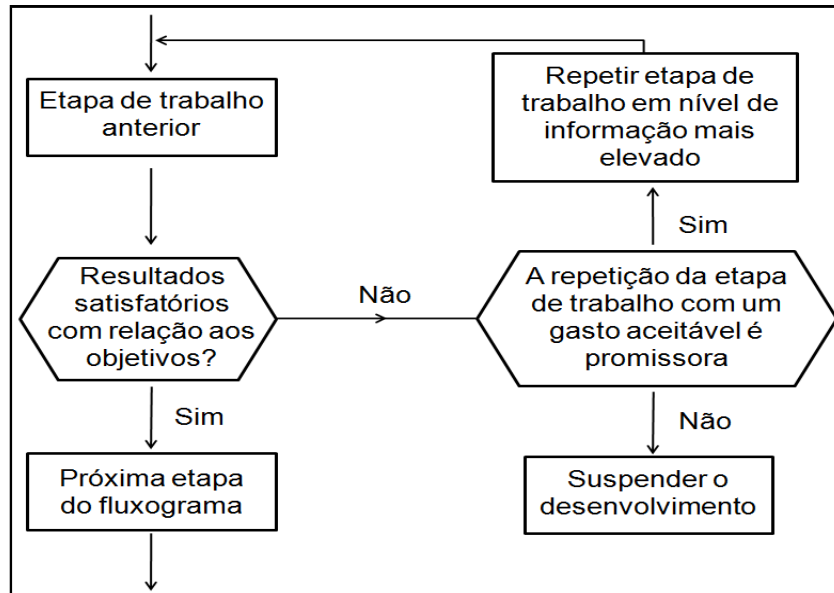 Etapa de trabalho
anterior
Repetir etapa de
trabalho em nível de
informação mais
elevado
Sim
Resultados
satisfatórios
com relação aos
objetivos?
Não
A repetição da etapa
de trabalho com um
gasto aceitável é
promissora
Sim
Não
Próxima etapa
do fluxograma
Suspender o
desenvolvimento